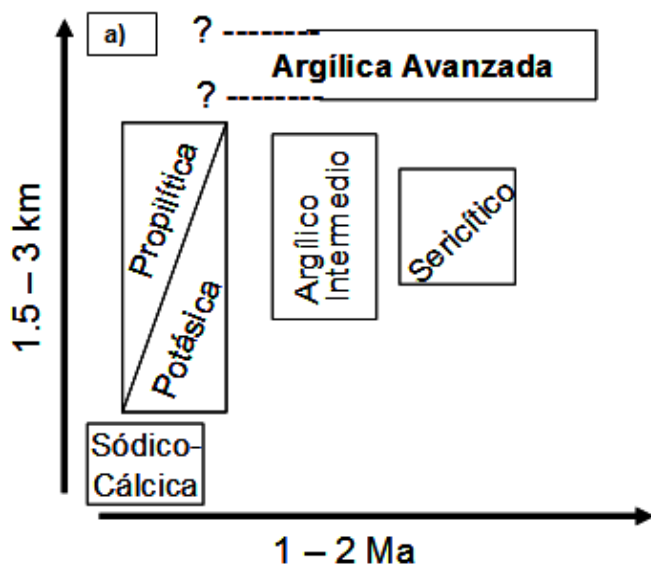 a)
? --------
Argílica Avanzada
? --------
Propilítica
Potásica
Argílico
Intermedio
Sericítico
Sódico-
Cálcica
1.5 – 3 km
1 – 2 Ma